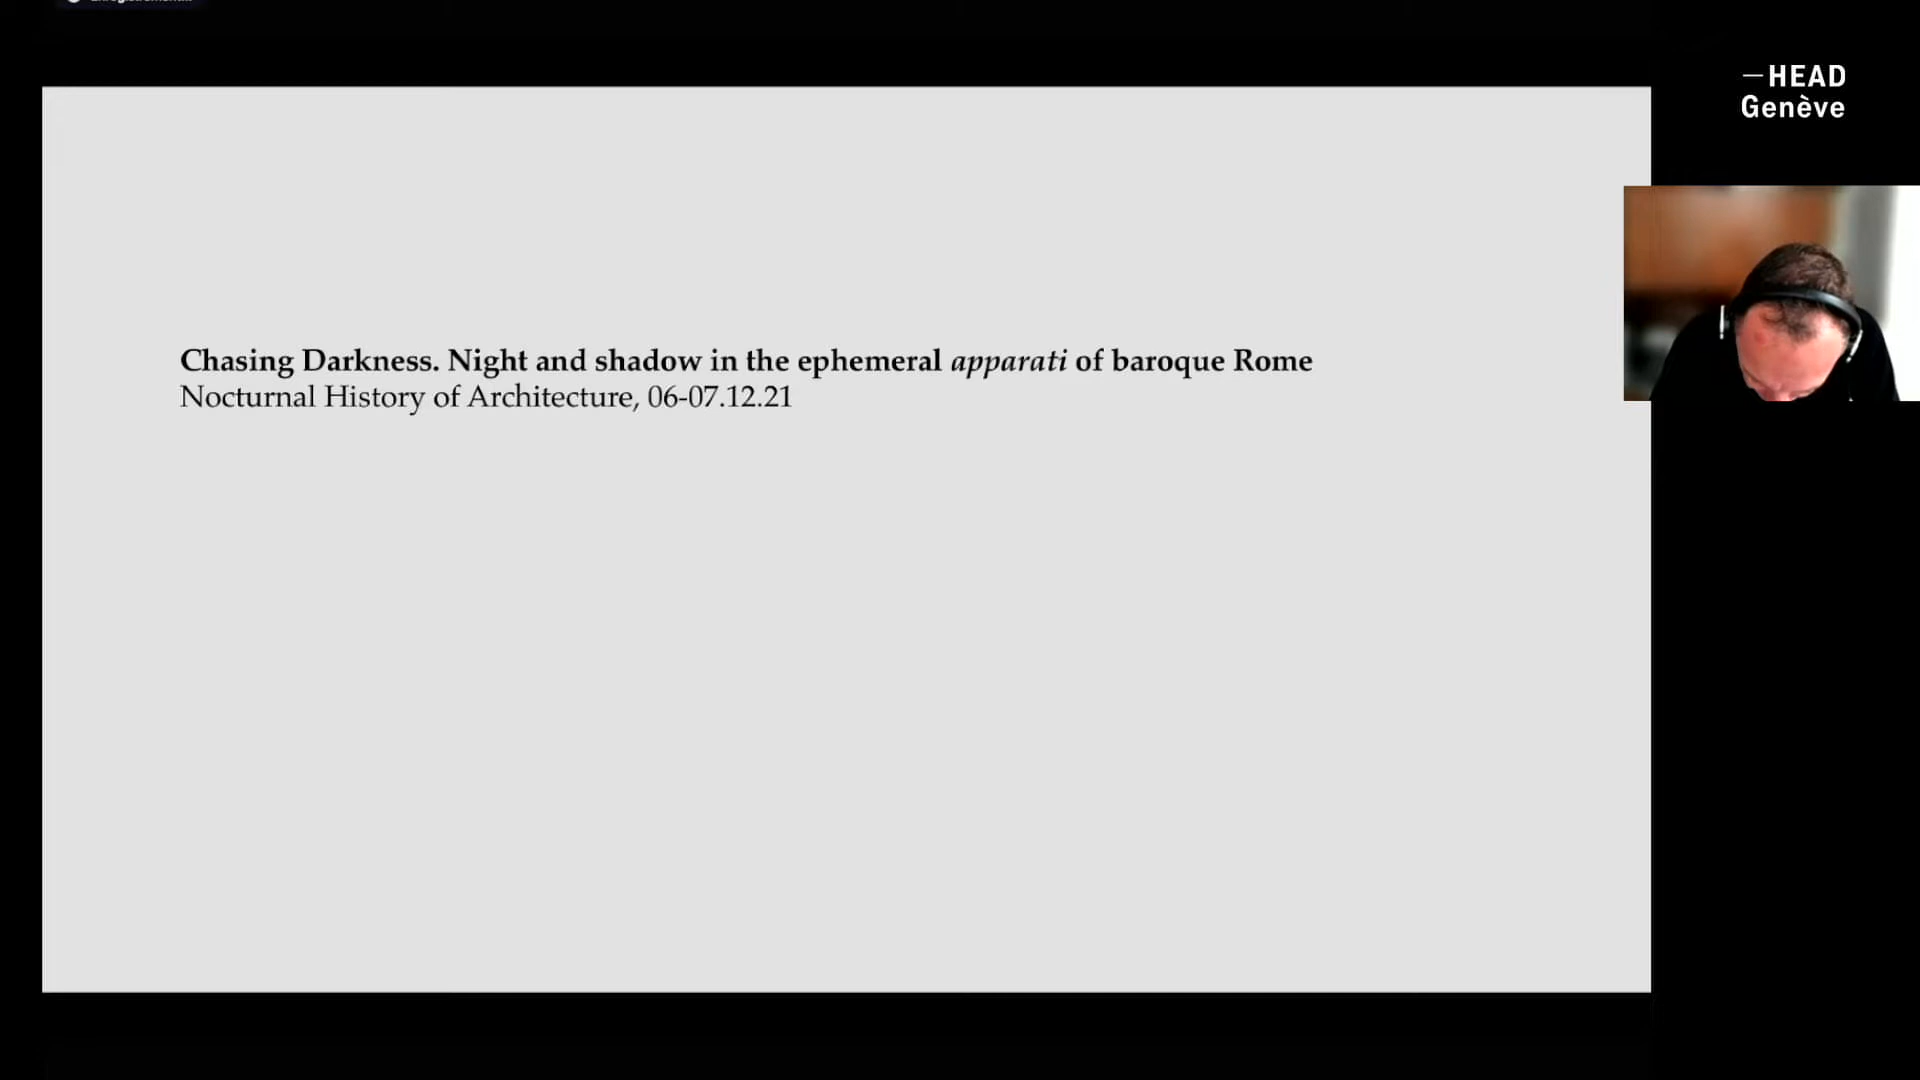 —HEAD
Genève
Chasing Darkness. Night and shadow in the ephemeral apparati of baroque Rome
Nocturnal History of Architecture, 06-07.12.21